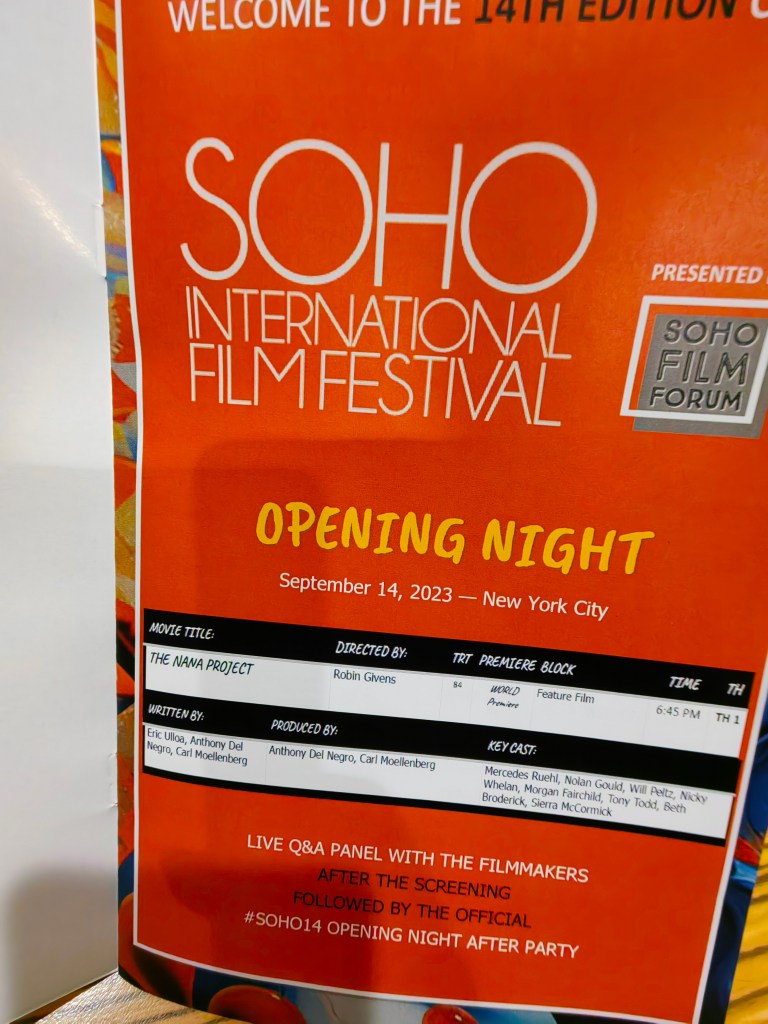 WELCOME TO THE 14TH EDITION
SOHO
INTERNATIONAL
FILM FESTIVAL
PRESENTED
SOHO
FILM
FORUM
OPENING NIGHT
September 14, 2023 — New York City
MOVIE TITLE: DIRECTED BY: TRT PREMIERE BLOCK TIME TH
THE NANA PROJECT Robin Givens 84 WORLD Feature Film 6:45 PM TH 1
Premiere
WRITTEN BY: PRODUCED BY: KEY CAST:
Eric Ulloa, Anthony Del Anthony Del Negro, Carl Moellenberg Mercedes Ruehl, Nolan Gould, Will Peltz, Nicky
Negro, Carl Moellenberg Whelan, Morgan Fairchild, Tony Todd, Beth
Broderick, Sierra McCormick
LIVE Q&A PANEL WITH THE FILMMAKERS
AFTER THE SCREENING
FOLLOWED BY THE OFFICIAL
#SOHO14 OPENING NIGHT AFTER PARTY